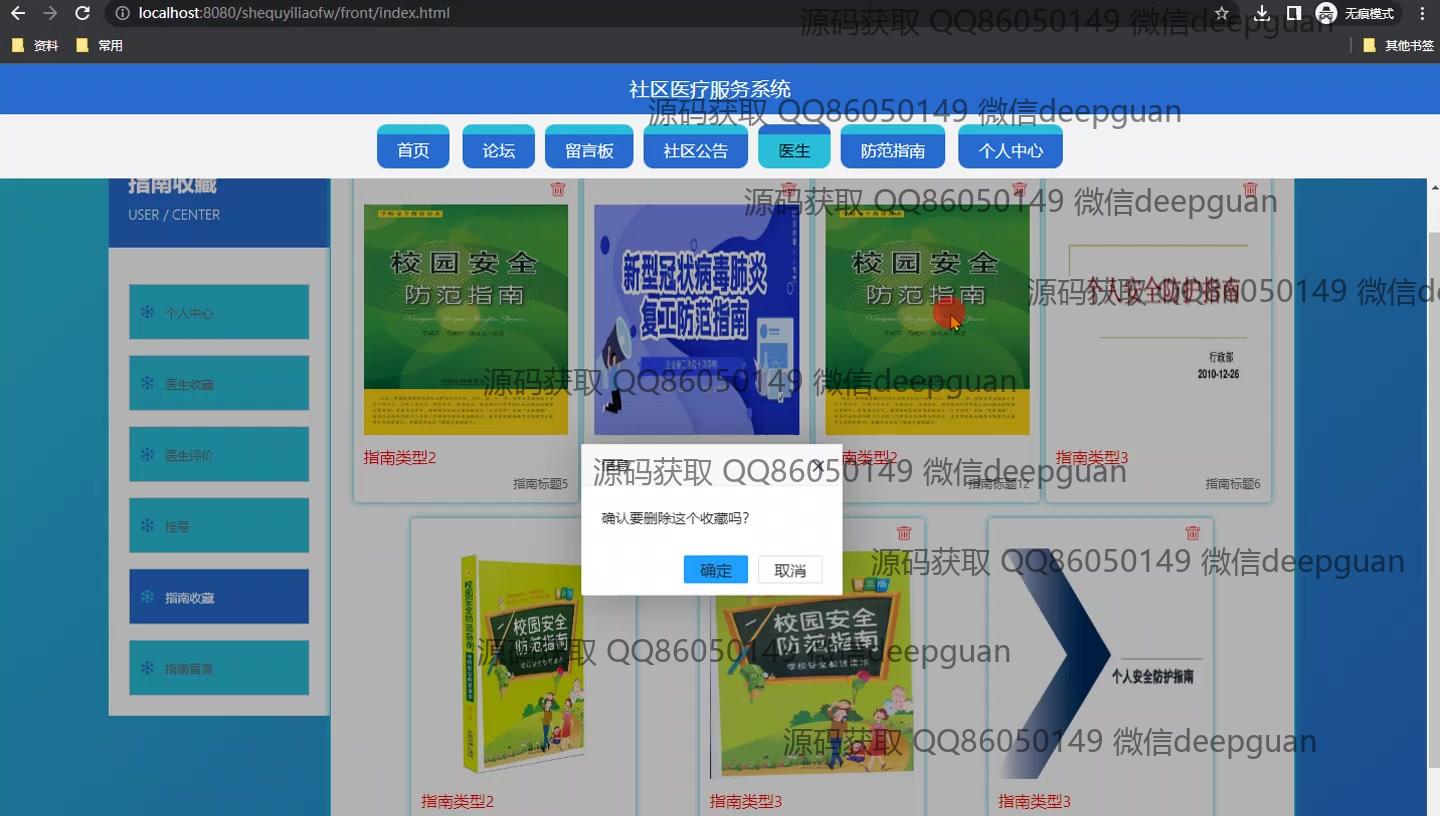 localhost:8080/shequyiliaofw/front/index.html
无痕模式
资料
常用
其他书签
源码获取 QQ86050149 微信deepguan
社区医疗服务系统
源码获取 QQ86050149 微信deepguan
首页
论坛
留言板
社区公告
医生
防范指南
个人中心
指南收藏
USER / CENTER
源码获取 QQ86050149 微信deepguan
个人中心
医生收藏
医生评价
挂号
指南收藏
指南留言
校园安全
防范指南
指南类型2
指南标题5
新型冠状病毒肺炎
复工防范指南
校园安全
防范指南
南类型2
指南标题12
个人安全防护指南
行政部
2010-12-26
指南类型3
指南标题6
源码获取 QQ86050149 微信de
源码获取 QQ86050149 微信deepguan
源码获取 QQ86050149 微信deepguan
确认要删除这个收藏吗？
确定
取消
源码获取 QQ86050149 微信deepguan
校园安全
防范指南
指南类型2
校园安全
防范指南
指南类型3
个人安全防护指南
指南类型3
源码获取 QQ86050149 微信deepguan
源码获取 QQ86050149 微信deepguan